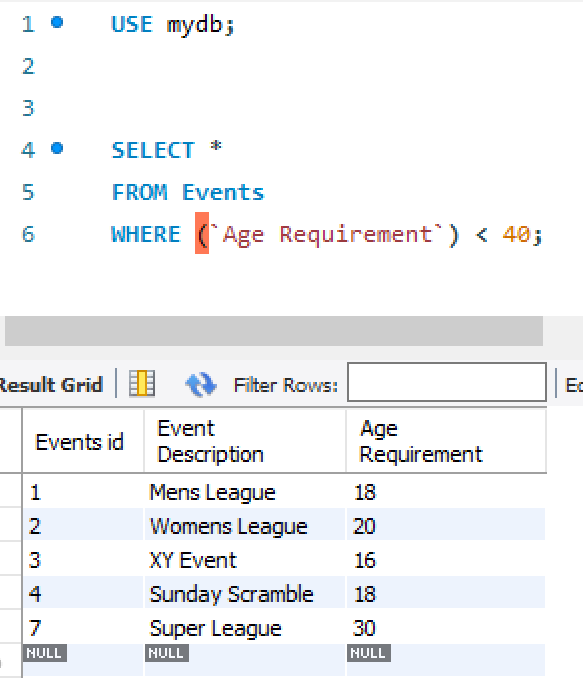 1 USE mydb;
2
3
4 SELECT *
5 FROM Events
6 WHERE (`Age Requirement`) < 40;
Result Grid Filter Rows:
Events id Event Description Age Requirement
1 Mens League 18
2 Womens League 20
3 XY Event 16
4 Sunday Scramble 18
7 Super League 30
NULL NULL NULL